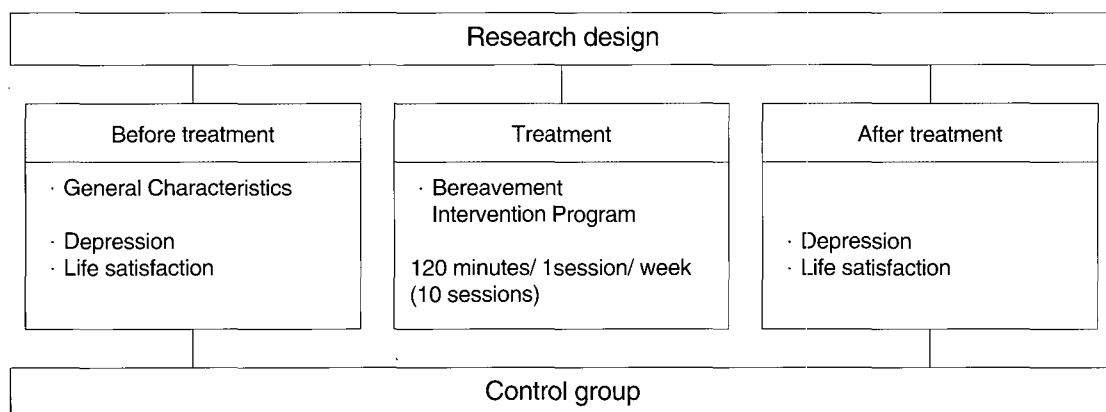 Research design
Before treatment
· General Characteristics
· Depression
· Life satisfaction
Treatment
· Bereavement
Intervention Program
120 minutes/ 1session/ week
(10 sessions)
After treatment
· Depression
· Life satisfaction
Control group